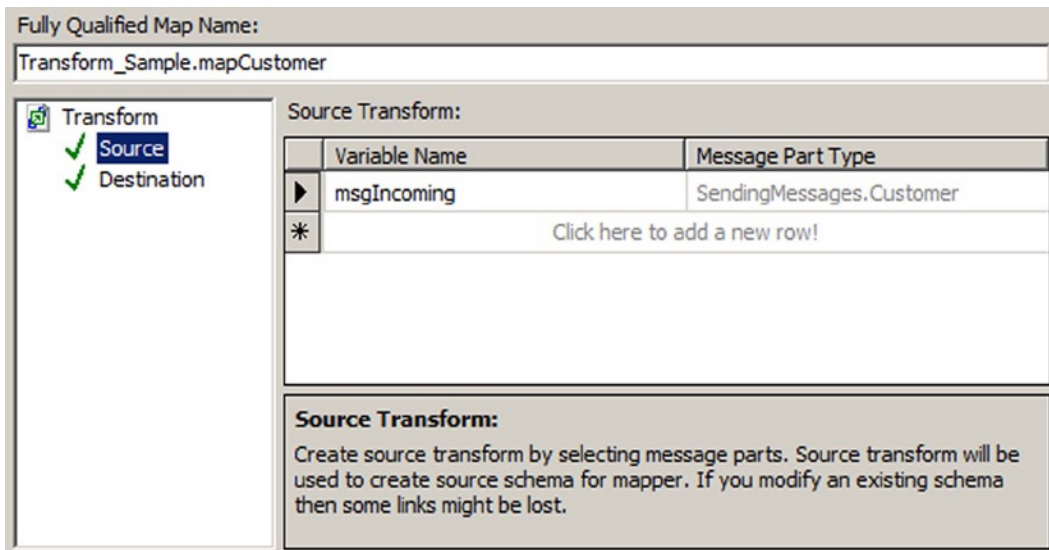 Fully Qualified Map Name:
Transform_Sample.mapCustomer
Transform
Source
Destination
Source Transform:
Variable Name
Message Part Type
msgIncoming
SendingMessages.Customer
Click here to add a new row!
Source Transform:
Create source transform by selecting message parts. Source transform will be
used to create source schema for mapper. If you modify an existing schema
then some links might be lost.